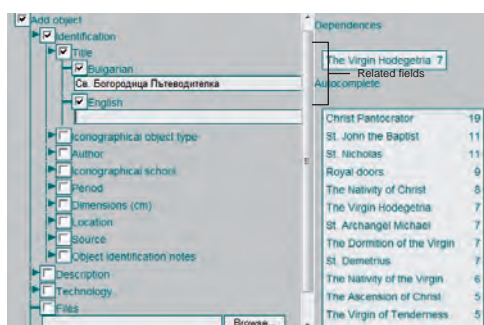 Add object
Identification
Title
Bulgarian
Св. Богородица Пътеводителка
English
Iconographical object type
Author
Iconographical school
Period
Dimensions (cm)
Location
Source
Object identification notes
Description
Technology
Files
Browse...
Dependences
The Virgin Hodegetria 7
Related fields
Autocomplete
Christ Pantocrator 19
St. John the Baptist 11
St. Nicholas 11
Royal doors 9
The Nativity of Christ 8
The Virgin Hodegetria 7
St. Archangel Michael 7
The Dormition of the Virgin 7
St. Demetrius 7
The Nativity of the Virgin 6
The Ascension of Christ 5
The Virgin of Tenderness 5